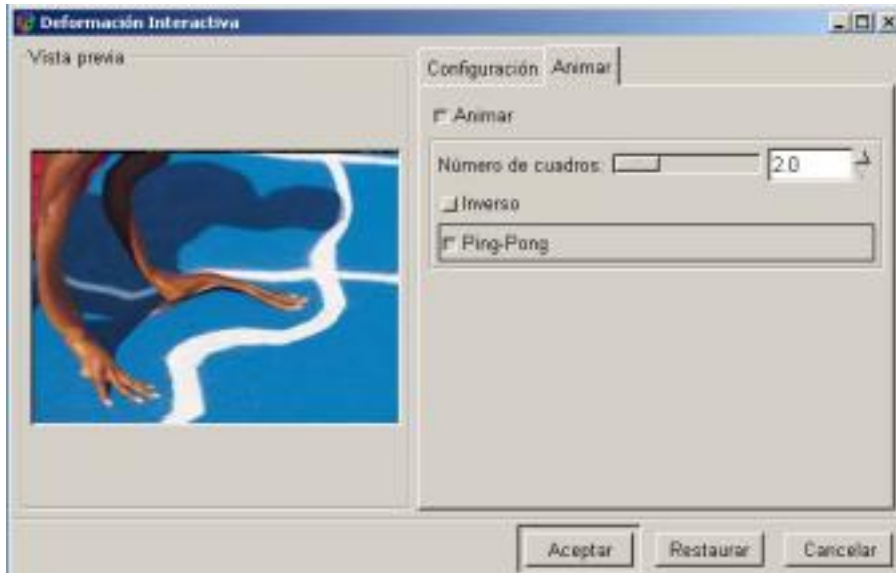 Deformación Interactiva
Vista previa
Configuración Animar
Animar
Número de cuadros: 2.0
Inverso
Ping-Pong
Aceptar Restaurar Cancelar